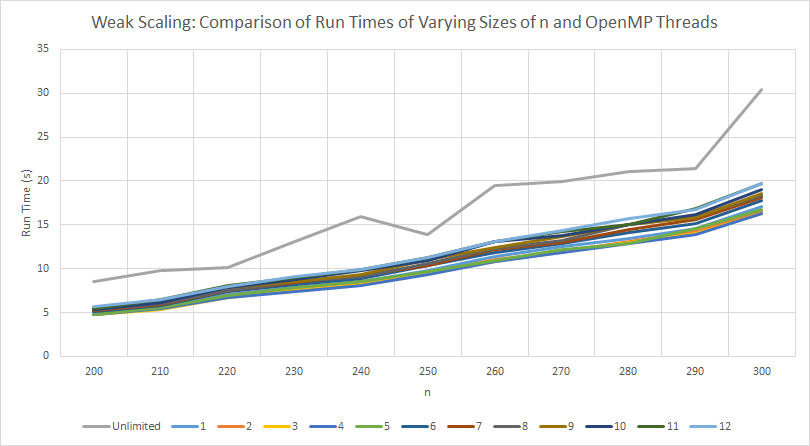 Weak Scaling: Comparison of Run Times of Varying Sizes of n and OpenMP Threads
35
30
25
20
15
10
5
0
Run Time (s)
200 210 220 230 240 250 260 270 280 290 300
n
Unlimited 1 2 3 4 5 6 7 8 9 10 11 12